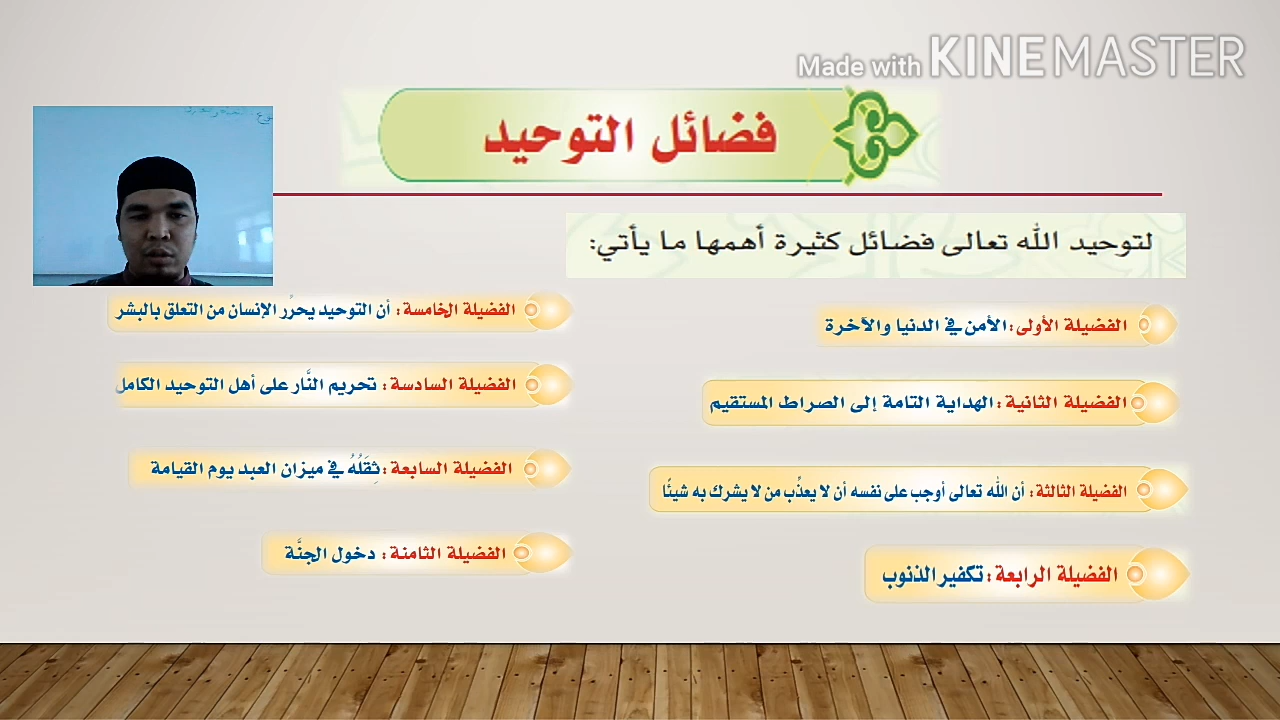 Made with KINEMASTER
فضائل التوحيد
لتوحيد الله تعالى فضائل كثيرة أهمها ما يأتي:
الفضيلة الأولى: الأمن في الدنيا والآخرة
الفضيلة الثانية: الهداية التامة إلى الصراط المستقيم
الفضيلة الثالثة: أن الله تعالى أوجب على نفسه أن لا يعذِّب من لا يشرك به شيئًا
الفضيلة الرابعة: تكفير الذنوب
الفضيلة الخامسة: أن التوحيد يحرِّر الإنسان من التعلق بالبشر
الفضيلة السادسة: تحريم النَّار على أهل التوحيد الكامل
الفضيلة السابعة: ثِقَلُهُ في ميزان العبد يوم القيامة
الفضيلة الثامنة: دخول الجنَّة